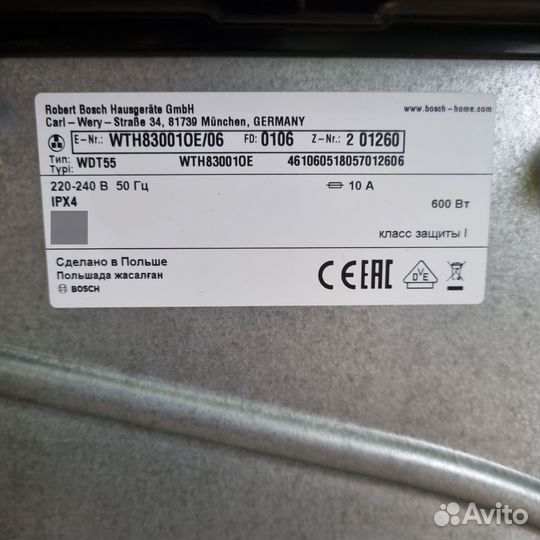 Robert Bosch Hausgeräte GmbH
Carl - Wery - Straße 34, 81739 München, GERMANY
www.bosch - home.com
E-Nr.: WTH83001OE/06 FD: 0106 Z-Nr.: 2 01260
Тип: WDT55 WTH83001OE 461060518057012606
Typi:
220-240 В 50 Гц 10 А
IPX4 600 Вт
класс защиты I
Сделано в Польше
Польшада жасалған
BOSCH
CE EAC DVE
Avito